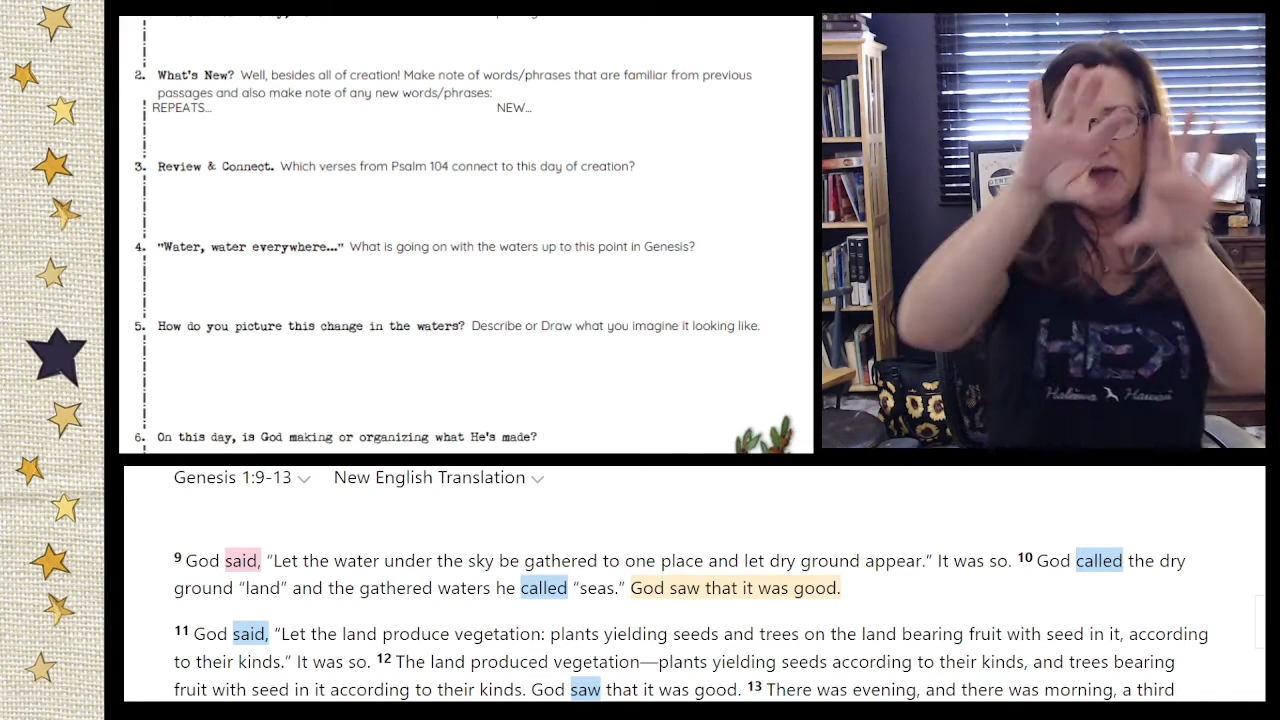 2. What's New? Well, besides all of creation! Make note of words/phrases that are familiar from previous
passages and also make note of any new words/phrases:
REPEATS... NEW...
3. Review & Connect. Which verses from Psalm 104 connect to this day of creation?
4. "Water, water everywhere..." What is going on with the waters up to this point in Genesis?
5. How do you picture this change in the waters? Describe or Draw what you imagine it looking like.
6. On this day, is God making or organizing what He's made?
Genesis 1:9-13 New English Translation
9 God said, “Let the water under the sky be gathered to one place and let dry ground appear.” It was so. 10 God called the dry
ground “land” and the gathered waters he called “seas.” God saw that it was good.
11 God said, “Let the land produce vegetation: plants yielding seeds and trees on the land bearing fruit with seed in it, according
to their kinds.” It was so. 12 The land produced vegetation—plants yielding seeds according to their kinds, and trees bearing
fruit with seed in it according to their kinds. God saw that it was good. 13 There was evening, and there was morning, a third